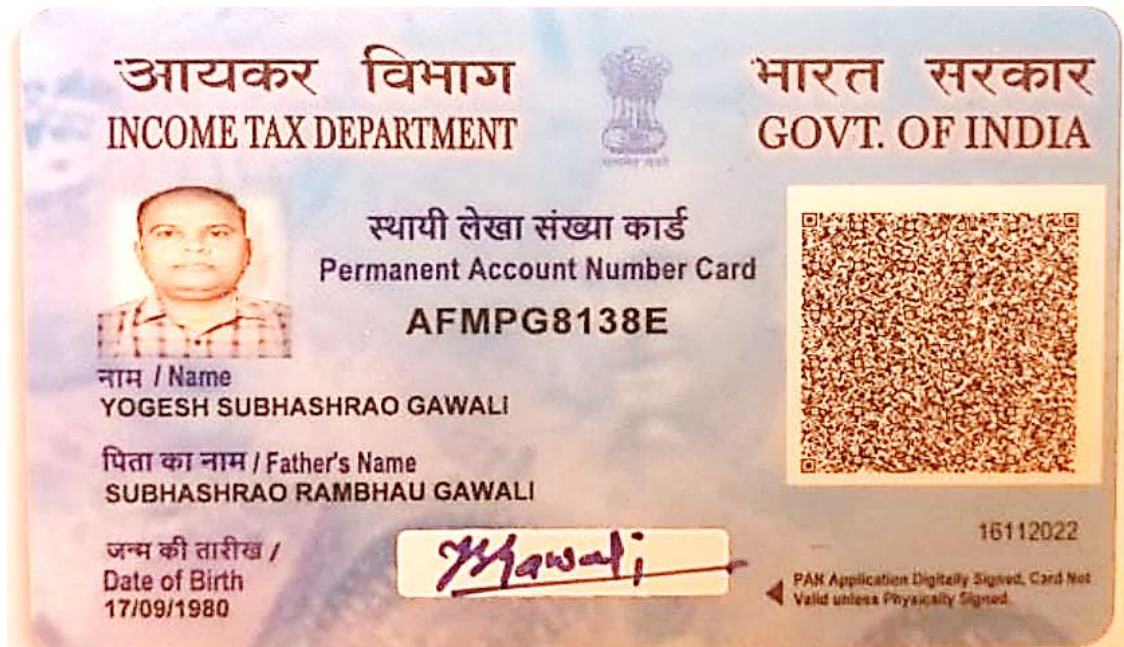 आयकर विभाग
INCOME TAX DEPARTMENT
भारत सरकार
GOVT. OF INDIA
स्थायी लेखा संख्या कार्ड
Permanent Account Number Card
AFMPG8138E
नाम / Name
YOGESH SUBHASHRAO GAWALI
पिता का नाम / Father's Name
SUBHASHRAO RAMBHAU GAWALI
जन्म की तारीख /
Date of Birth
17/09/1980
16112022
PAN Application Digitally Signed, Card Not
Valid unless Physically Signed